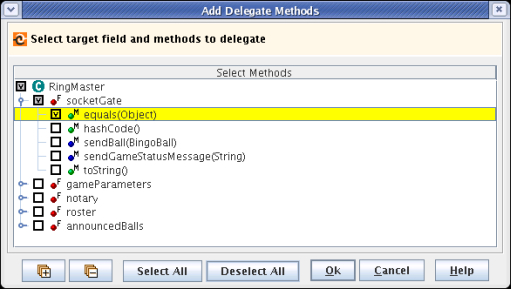 Add Delegate Methods
Select target field and methods to delegate
Select Methods
C RingMaster
F socketGate
M equals(Object)
M hashCode()
M sendBall(BingoBall)
M sendGameStatusMessage(String)
M toString()
F gameParameters
F notary
F roster
F announcedBalls
Select All Deselect All Ok Cancel Help